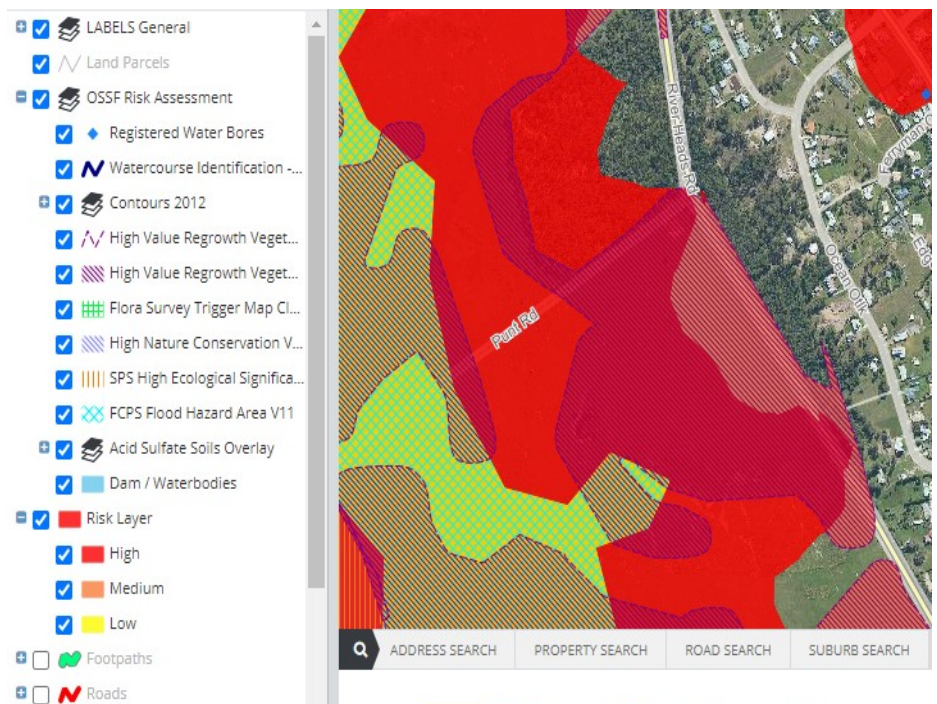 LABELS General
Land Parcels
OSSF Risk Assessment
Registered Water Bores
Watercourse Identification -...
Contours 2012
High Value Regrowth Veget...
High Value Regrowth Veget...
Flora Survey Trigger Map Cl...
High Nature Conservation V...
SPS High Ecological Significa...
FCPS Flood Hazard Area V11
Acid Sulfate Soils Overlay
Dam / Waterbodies
Risk Layer
High
Medium
Low
Footpaths
Roads
River Heads Rd
Ferryman
Ocean Otlk
Punt Rd
ADDRESS SEARCH
PROPERTY SEARCH
ROAD SEARCH
SUBURB SEARCH